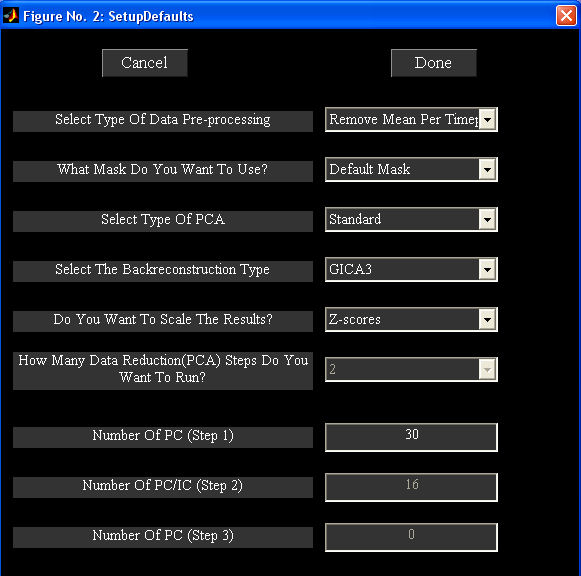 Figure No. 2: SetupDefaults
Cancel
Done
Select Type Of Data Pre-processing
Remove Mean Per Timep
What Mask Do You Want To Use?
Default Mask
Select Type Of PCA
Standard
Select The Backreconstruction Type
GICA3
Do You Want To Scale The Results?
Z-scores
How Many Data Reduction(PCA) Steps Do You
Want To Run?
2
Number Of PC (Step 1)
30
Number Of PC/IC (Step 2)
16
Number Of PC (Step 3)
0